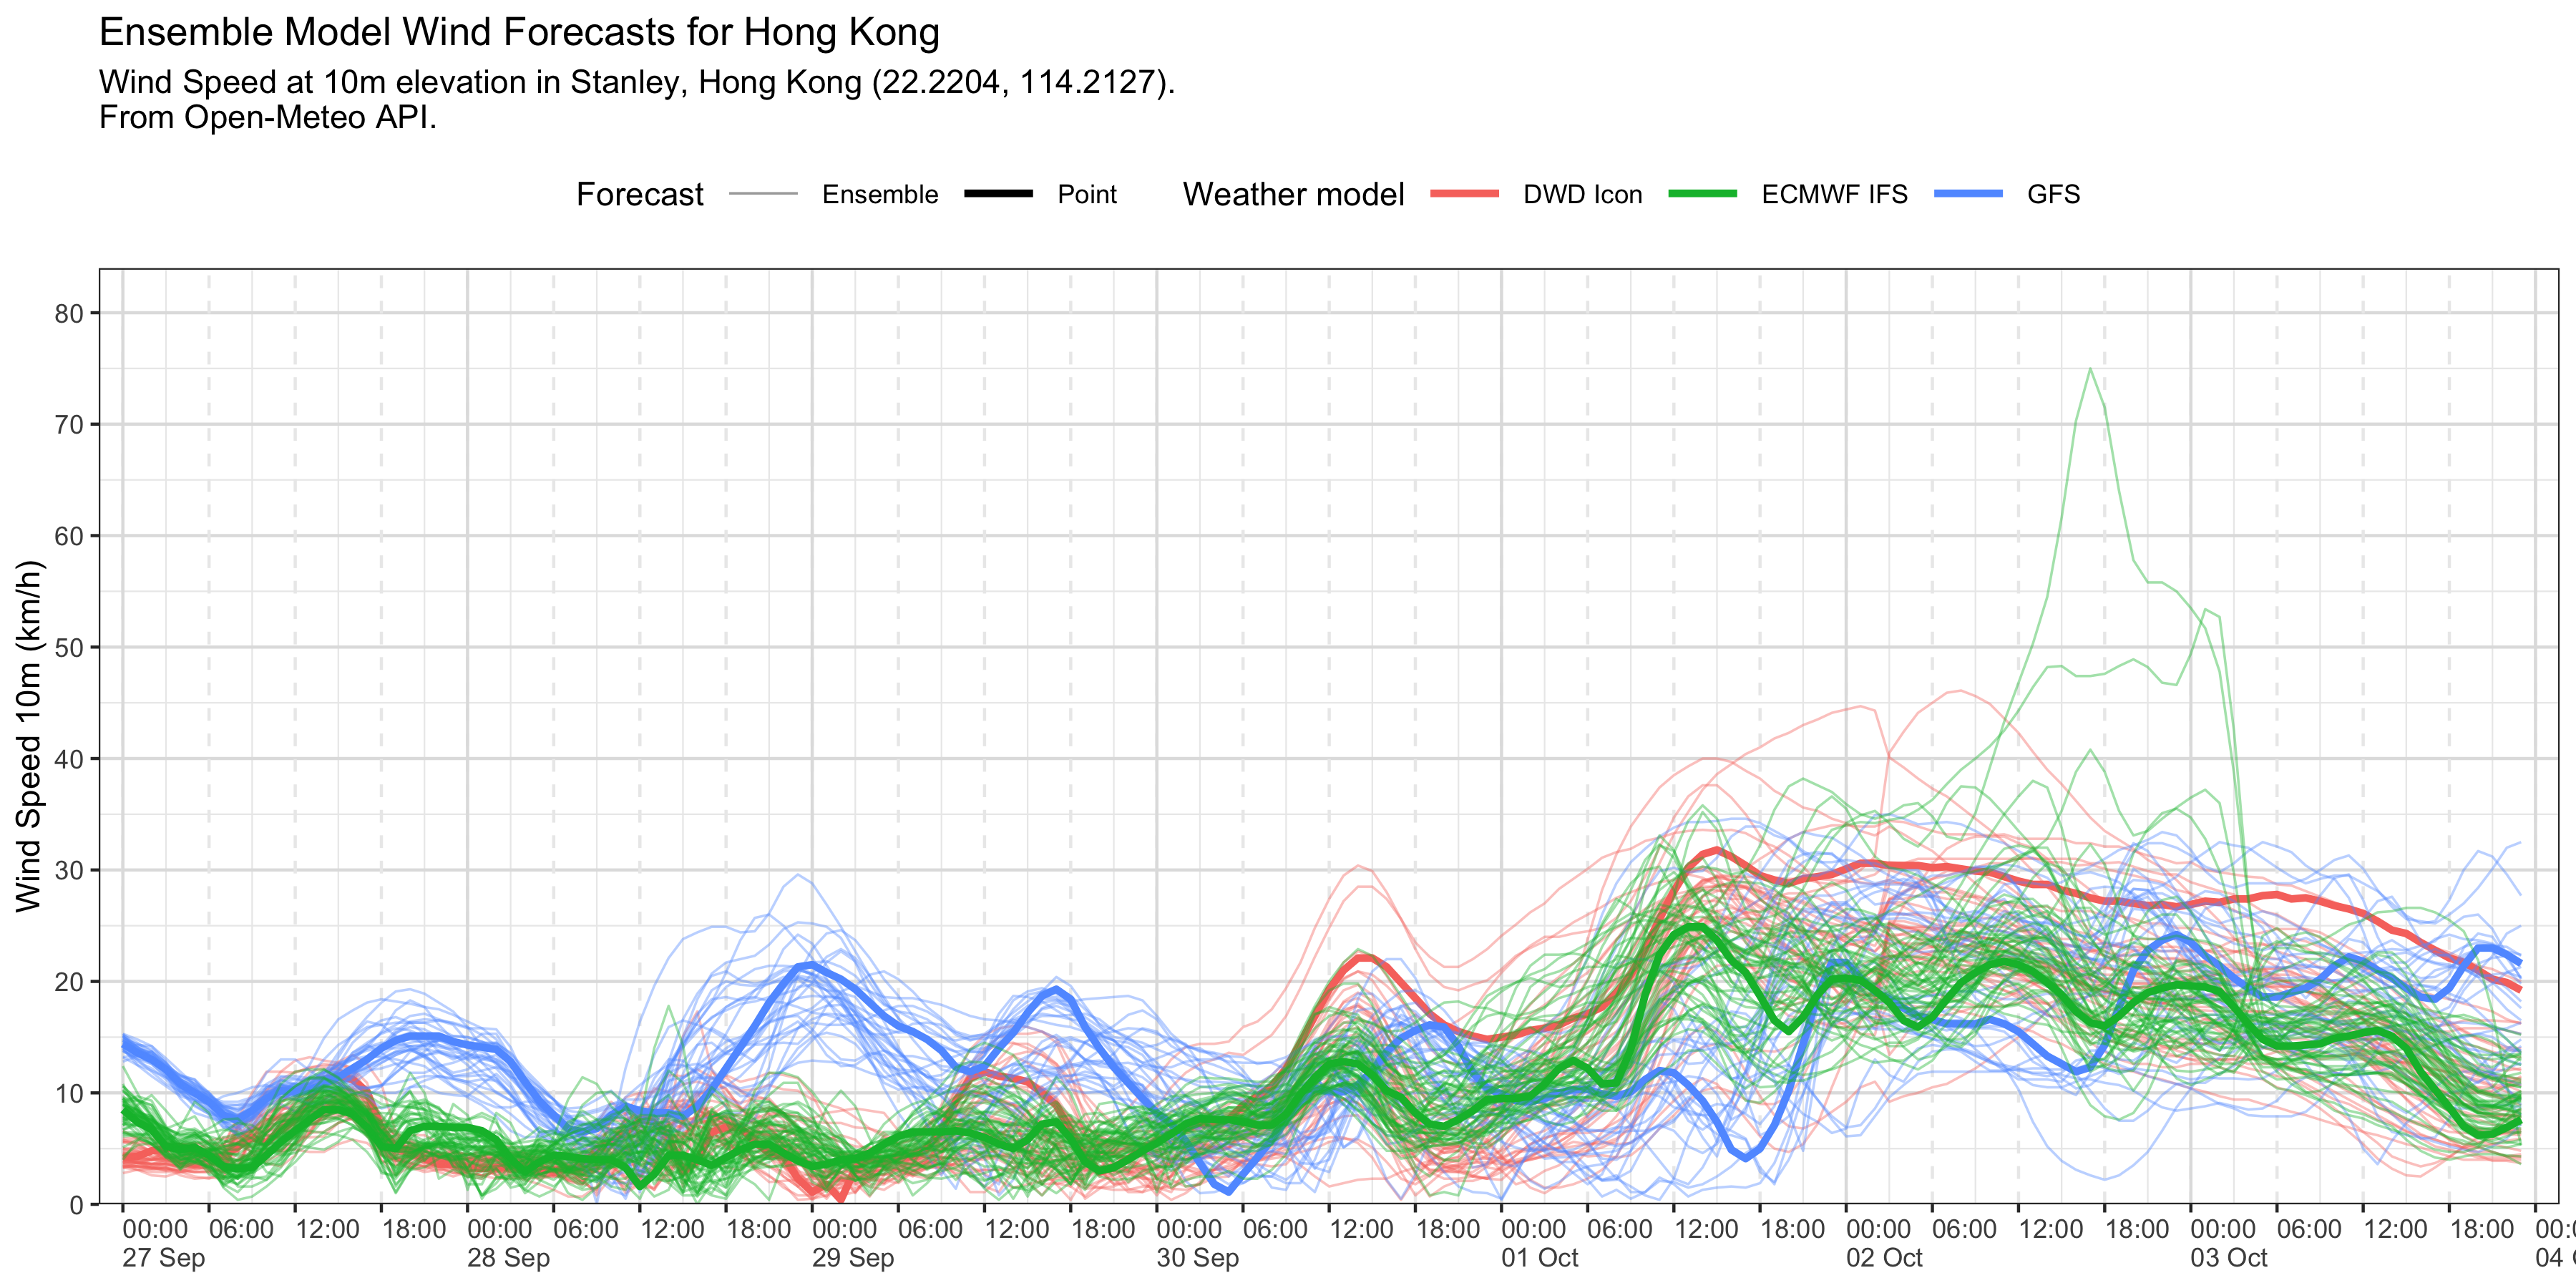 Ensemble Model Wind Forecasts for Hong Kong
Wind Speed at 10m elevation in Stanley, Hong Kong (22.2204, 114.2127).
From Open-Meteo API.
Forecast Ensemble Point Weather model DWD Icon ECMWF IFS GFS
Wind Speed 10m (km/h)
80
70
60
50
40
30
20
10
0
00:00 06:00 12:00 18:00 00:00 06:00 12:00 18:00 00:00 06:00 12:00 18:00 00:00 06:00 12:00 18:00 00:00 06:00 12:00 18:00 00:00 06:00 12:00 18:00 00:00 06:00 12:00 18:00
27 Sep 28 Sep 29 Sep 30 Sep 01 Oct 02 Oct 03 Oct 04